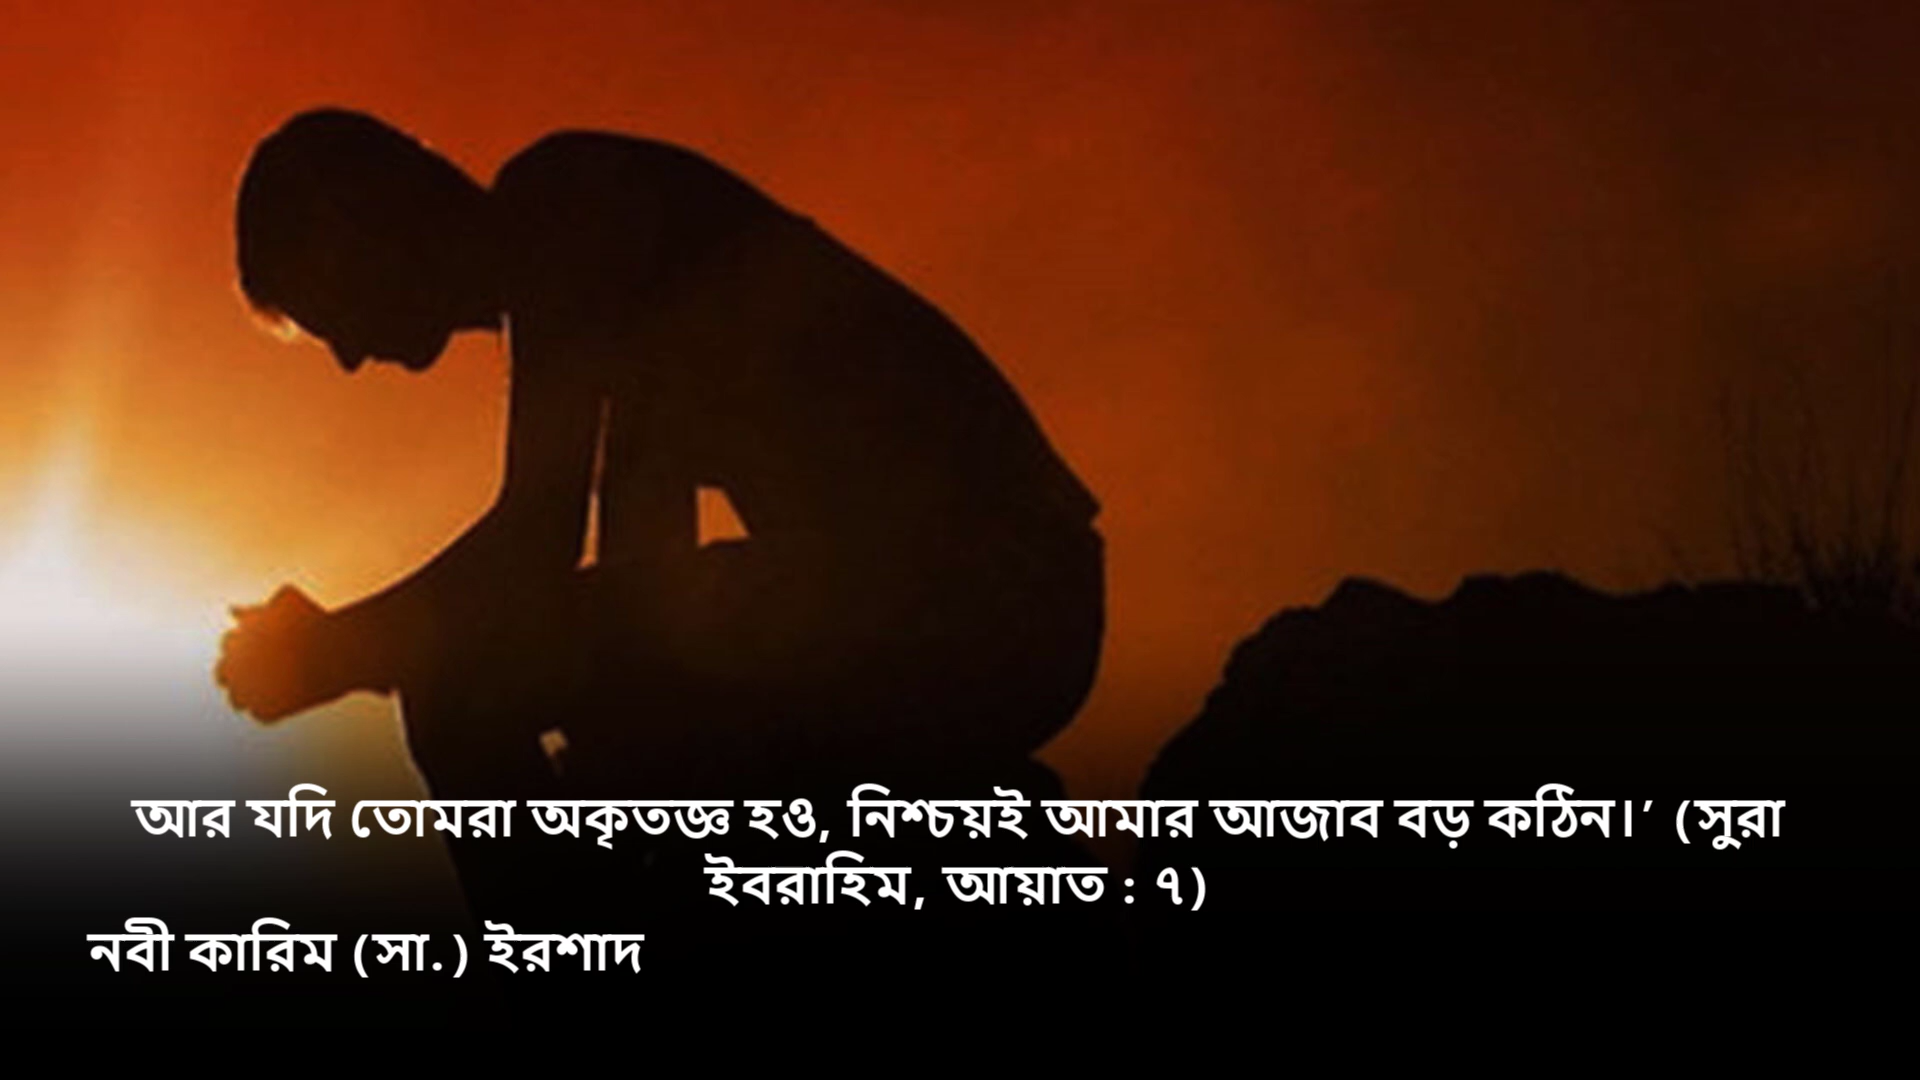 আর যদি তোমরা অকৃতজ্ঞ হও, নিশ্চয়ই আমার আজাব বড় কঠিন।’ (সুরা
ইবরাহিম, আয়াত : ৭)
নবী কারিম (সা.) ইরশাদ